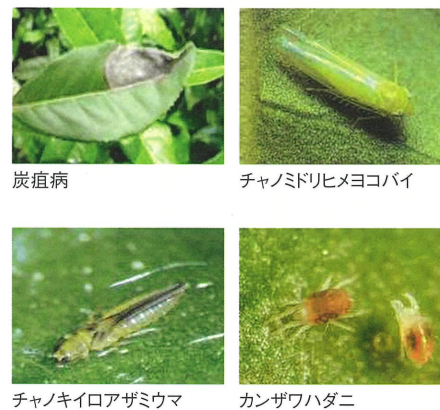 炭疽病
チャノミドリヒメヨコバイ
チャノキイロアザミウマ
カンザワハダニ